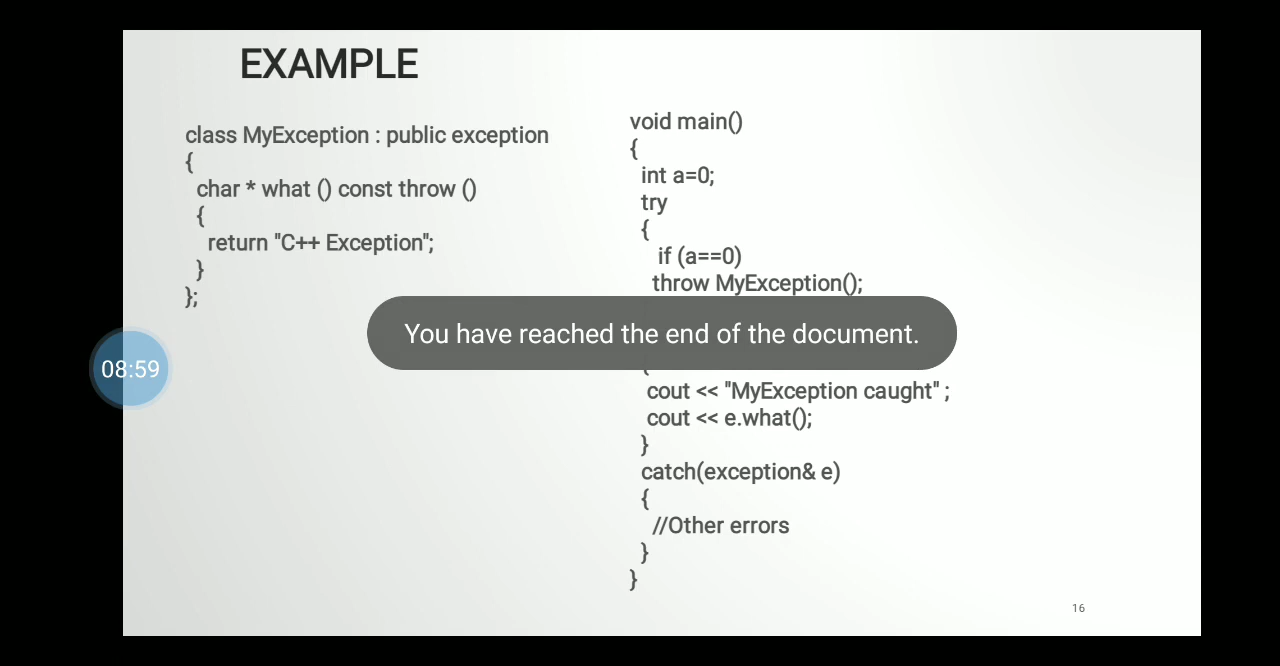 EXAMPLE
class MyException : public exception
{
char * what () const throw ()
{
return "C++ Exception";
}
};
void main()
{
int a=0;
try
{
if (a==0)
throw MyException();
You have reached the end of the document.
08:59
{
cout << "MyException caught" ;
cout << e.what();
}
catch(exception& e)
{
//Other errors
}
}
16